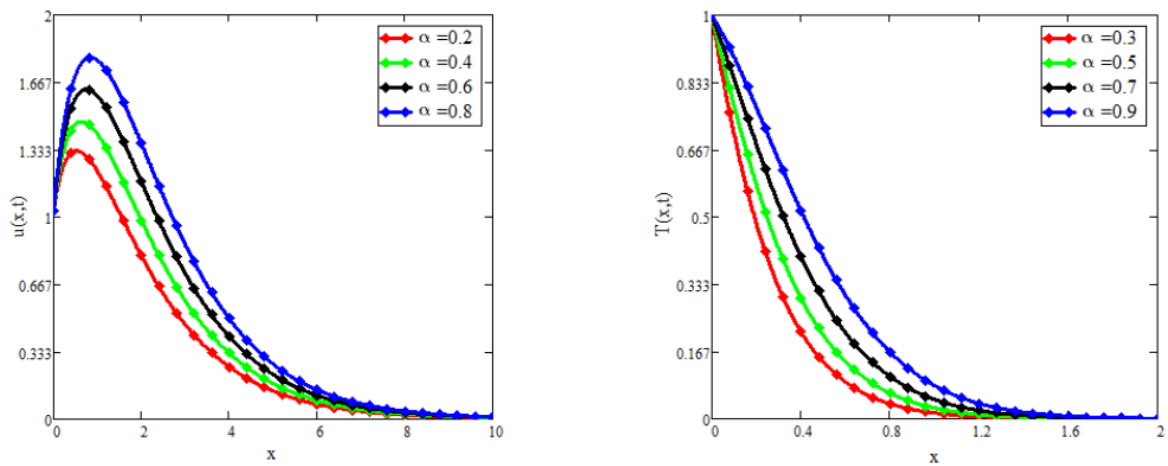 2
1.667
1.333
1
0.667
0.333
0
u(x,t)
0 2 4 6 8 10
x
α =0.2
α =0.4
α =0.6
α =0.8
1
0.833
0.667
0.5
0.333
0.167
0
T(x,t)
0 0.4 0.8 1.2 1.6 2
x
α =0.3
α =0.5
α =0.7
α =0.9